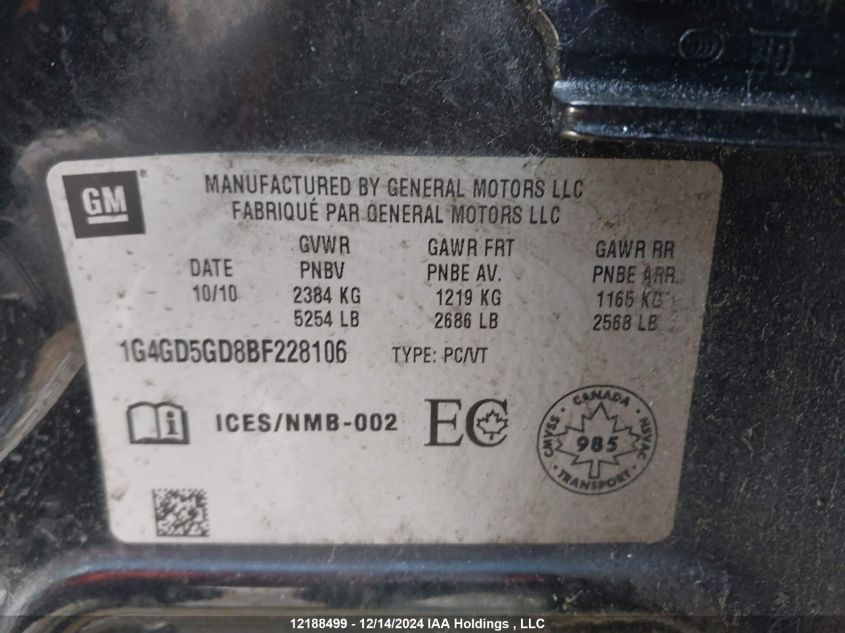 GM ®
MANUFACTURED BY GENERAL MOTORS LLC
FABRIQUÉ PAR GENERAL MOTORS LLC
GVWR GAWR FRT GAWR RR
DATE PNBV PNBE AV. PNBE ARR.
10/10 2384 KG 1219 KG 1165 KG
5254 LB 2686 LB 2568 LB
1G4GD5GD8BF228106 TYPE: PC/VT
i ICES/NMB-002 EC
CANADA
CMVSS 985 NSVAC
TRANSPORT
12188499 - 12/14/2024 IAA Holdings , LLC